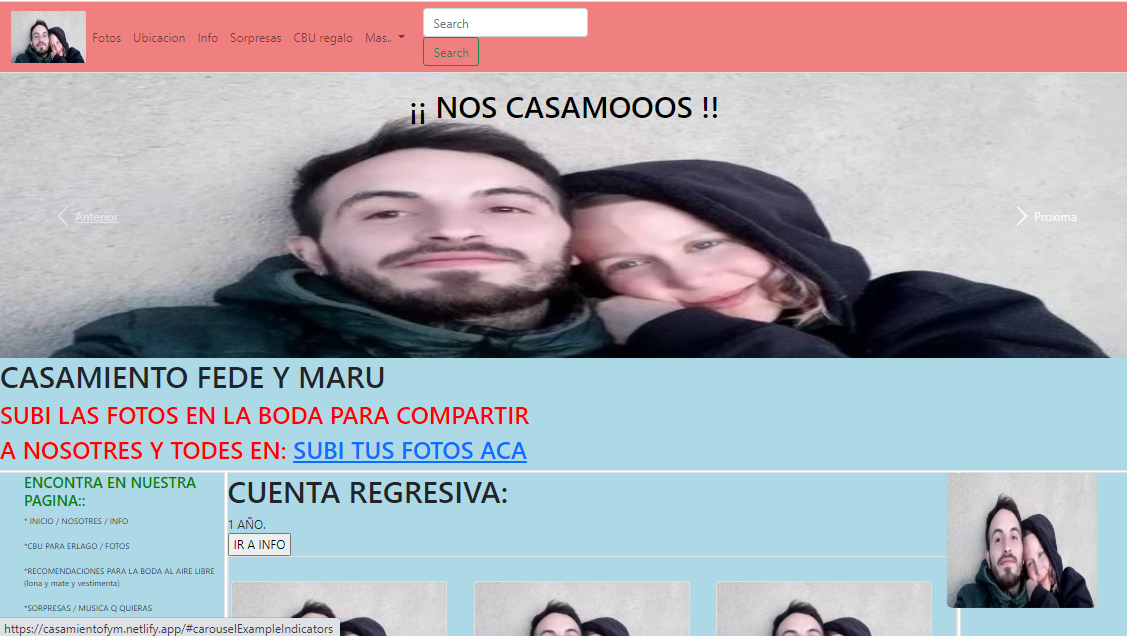 Fotos Ubicacion Info Sorpresas CBU regalo Mas..
Search
Search
¡¡ NOS CASAMOOOS !!
Anterior
Proxima
CASAMIENTO FEDE Y MARU
SUBI LAS FOTOS EN LA BODA PARA COMPARTIR
A NOSOTRES Y TODES EN: SUBI TUS FOTOS ACA
ENCONTRA EN NUESTRA
PAGINA::
* INICIO / NOSOTRES / INFO
*CBU PARA ERLAGO / FOTOS
*RECOMENDACIONES PARA LA BODA AL AIRE LIBRE
(lona y mate y vestimenta)
*SORPRESAS / MUSICA Q QUIERAS
CUENTA REGRESIVA:
1 AÑO.
IR A INFO
https://casamientofym.netlify.app/#carouselExampleIndicators